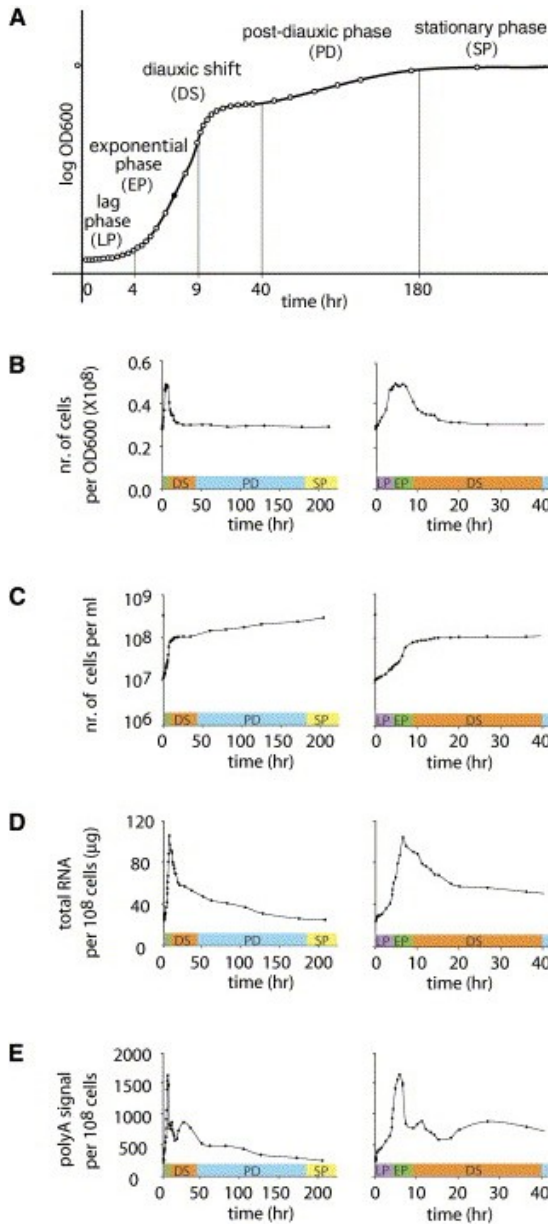 A
post-diauxic phase
(PD)
stationary phase
(SP)
diauxic shift
(DS)
exponential
phase
(EP)
lag
phase
(LP)
log OD600
0 4 9 40 180
time (hr)
B
nr. of cells
per OD600 (X10⁸)
0.6
0.4
0.2
0.0
DS PD SP
0 50 100 150 200
time (hr)
LP EP DS
0 10 20 30 40
time (hr)
C
nr. of cells per ml
10⁹
10⁸
10⁷
10⁶
DS PD SP
0 50 100 150 200
time (hr)
LP EP DS
0 10 20 30 40
time (hr)
D
total RNA
per 10⁸ cells (µg)
120
80
40
0
DS PD SP
0 50 100 150 200
time (hr)
LP EP DS
0 10 20 30 40
time (hr)
E
polyA signal
per 10⁸ cells
2000
1500
1000
500
0
DS PD SP
0 50 100 150 200
time (hr)
LP EP DS
0 10 20 30 40
time (hr)